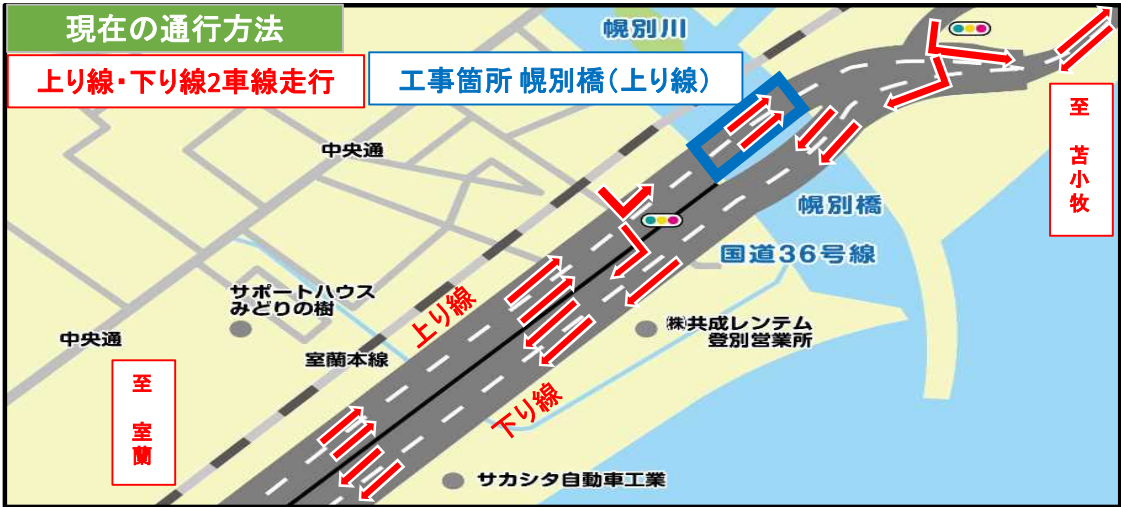 現在の通行方法
上り線・下り線2車線走行
工事箇所 幌別橋(上り線)
幌別川
至 苫小牧
中央通
幌別橋
国道36号線
サポートハウス
みどりの樹
上り線
㈱共成レンテム
登別営業所
中央通
室蘭本線
至 室蘭
下り線
サカシタ自動車工業